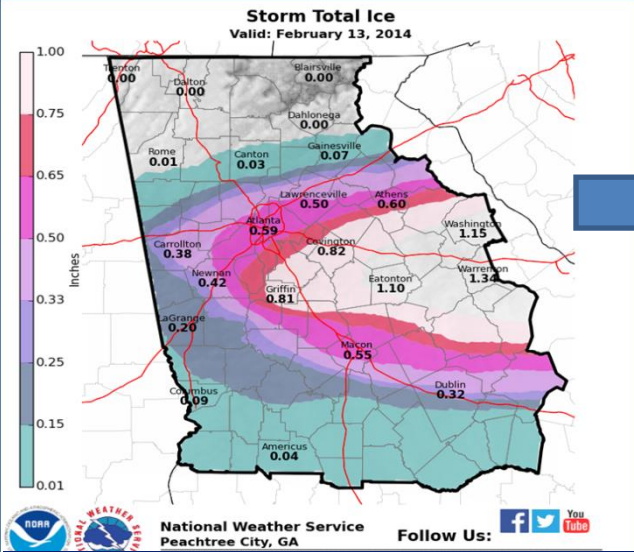 Storm Total Ice
Valid: February 13, 2014
1.00
0.75
0.65
0.50
0.33
0.25
0.15
0.01
Inches
Trenton
0.00
Dalton
0.00
Blairsville
0.00
Dahlonega
0.00
Rome
0.01
Canton
0.03
Gainesville
0.07
Lawrenceville
0.50
Athens
0.60
Atlanta
0.59
Washington
1.15
Carrollton
0.38
Covington
0.82
Newnan
0.42
Griffin
0.81
Eatonton
1.10
Warrenton
1.34
LaGrange
0.20
Macon
0.55
Columbus
0.09
Dublin
0.32
Americus
0.04
NOAA
NATIONAL WEATHER SERVICE
National Weather Service
Peachtree City, GA
Follow Us:
You
Tube